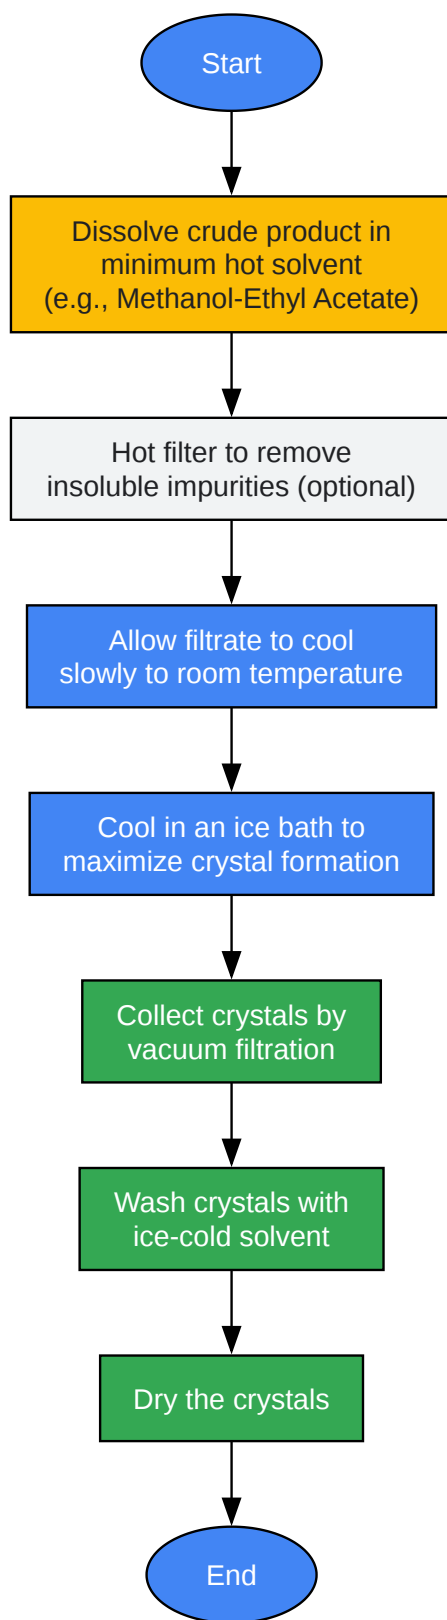 Start
Dissolve crude product in
minimum hot solvent
(e.g., Methanol-Ethyl Acetate)
Hot filter to remove
insoluble impurities (optional)
Allow filtrate to cool
slowly to room temperature
Cool in an ice bath to
maximize crystal formation
Collect crystals by
vacuum filtration
Wash crystals with
ice-cold solvent
Dry the crystals
End